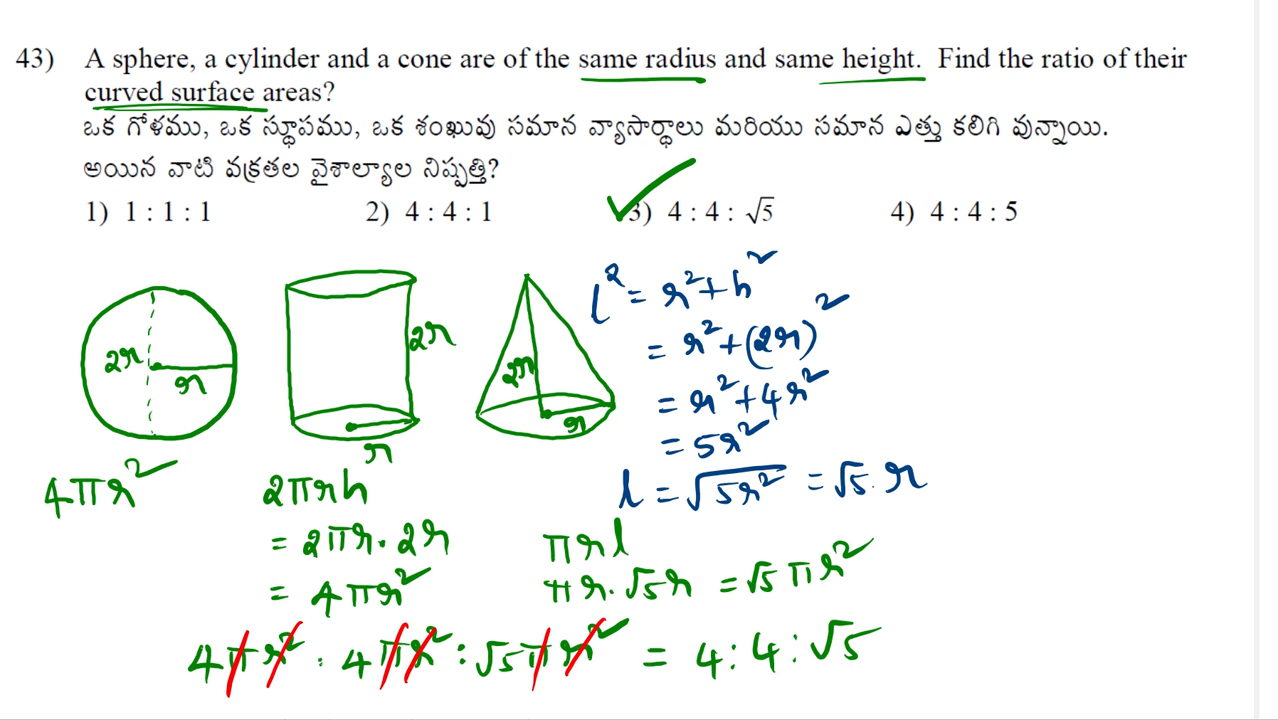 43) A sphere, a cylinder and a cone are of the same radius and same height. Find the ratio of their
curved surface areas?
ఒక గోళము, ఒక స్థూపము, ఒక శంఖువు సమాన వ్యాసార్థాలు మరియు సమాన ఎత్తు కలిగి వున్నాయి.
అయిన వాటి వక్రతల వైశాల్యాల నిష్పత్తి?
1) 1 : 1 : 1 2) 4 : 4 : 1 3) 4 : 4 : √5 4) 4 : 4 : 5
2r
r
2r
r
2r
r
l² = r² + h²
= r² + (2r)²
= r² + 4r²
= 5r²
l = √5r² = √5. r
4πr²
2πrh
= 2πr · 2r
= 4πr²
πrl
πr · √5r = √5πr²
4πr² : 4πr² : √5πr² = 4 : 4 : √5